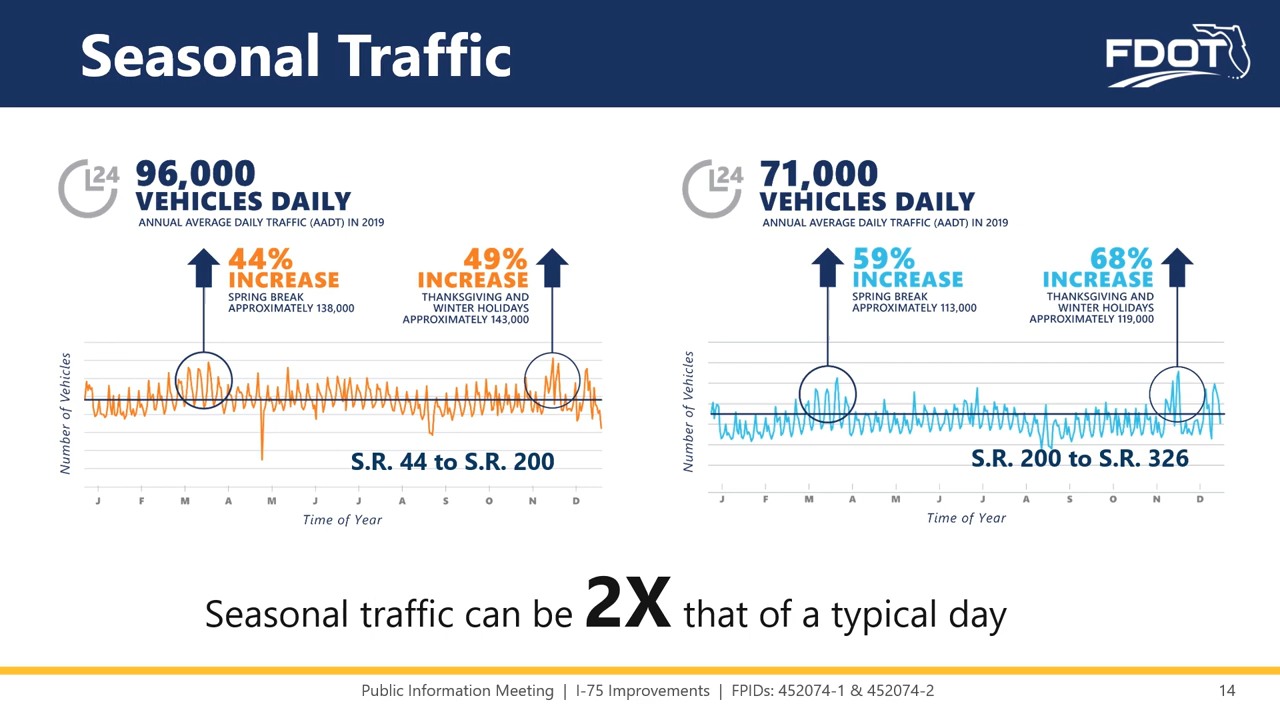 Seasonal Traffic
FDOT
24
96,000
VEHICLES DAILY
ANNUAL AVERAGE DAILY TRAFFIC (AADT) IN 2019
44%
INCREASE
SPRING BREAK
APPROXIMATELY 138,000
49%
INCREASE
THANKSGIVING AND
WINTER HOLIDAYS
APPROXIMATELY 143,000
Number of Vehicles
S.R. 44 to S.R. 200
J F M A M J J A S O N D
Time of Year
24
71,000
VEHICLES DAILY
ANNUAL AVERAGE DAILY TRAFFIC (AADT) IN 2019
59%
INCREASE
SPRING BREAK
APPROXIMATELY 113,000
68%
INCREASE
THANKSGIVING AND
WINTER HOLIDAYS
APPROXIMATELY 119,000
Number of Vehicles
S.R. 200 to S.R. 326
J F M A M J J A S O N D
Time of Year
Seasonal traffic can be 2X that of a typical day
Public Information Meeting | I-75 Improvements | FPIDs: 452074-1 & 452074-2
14